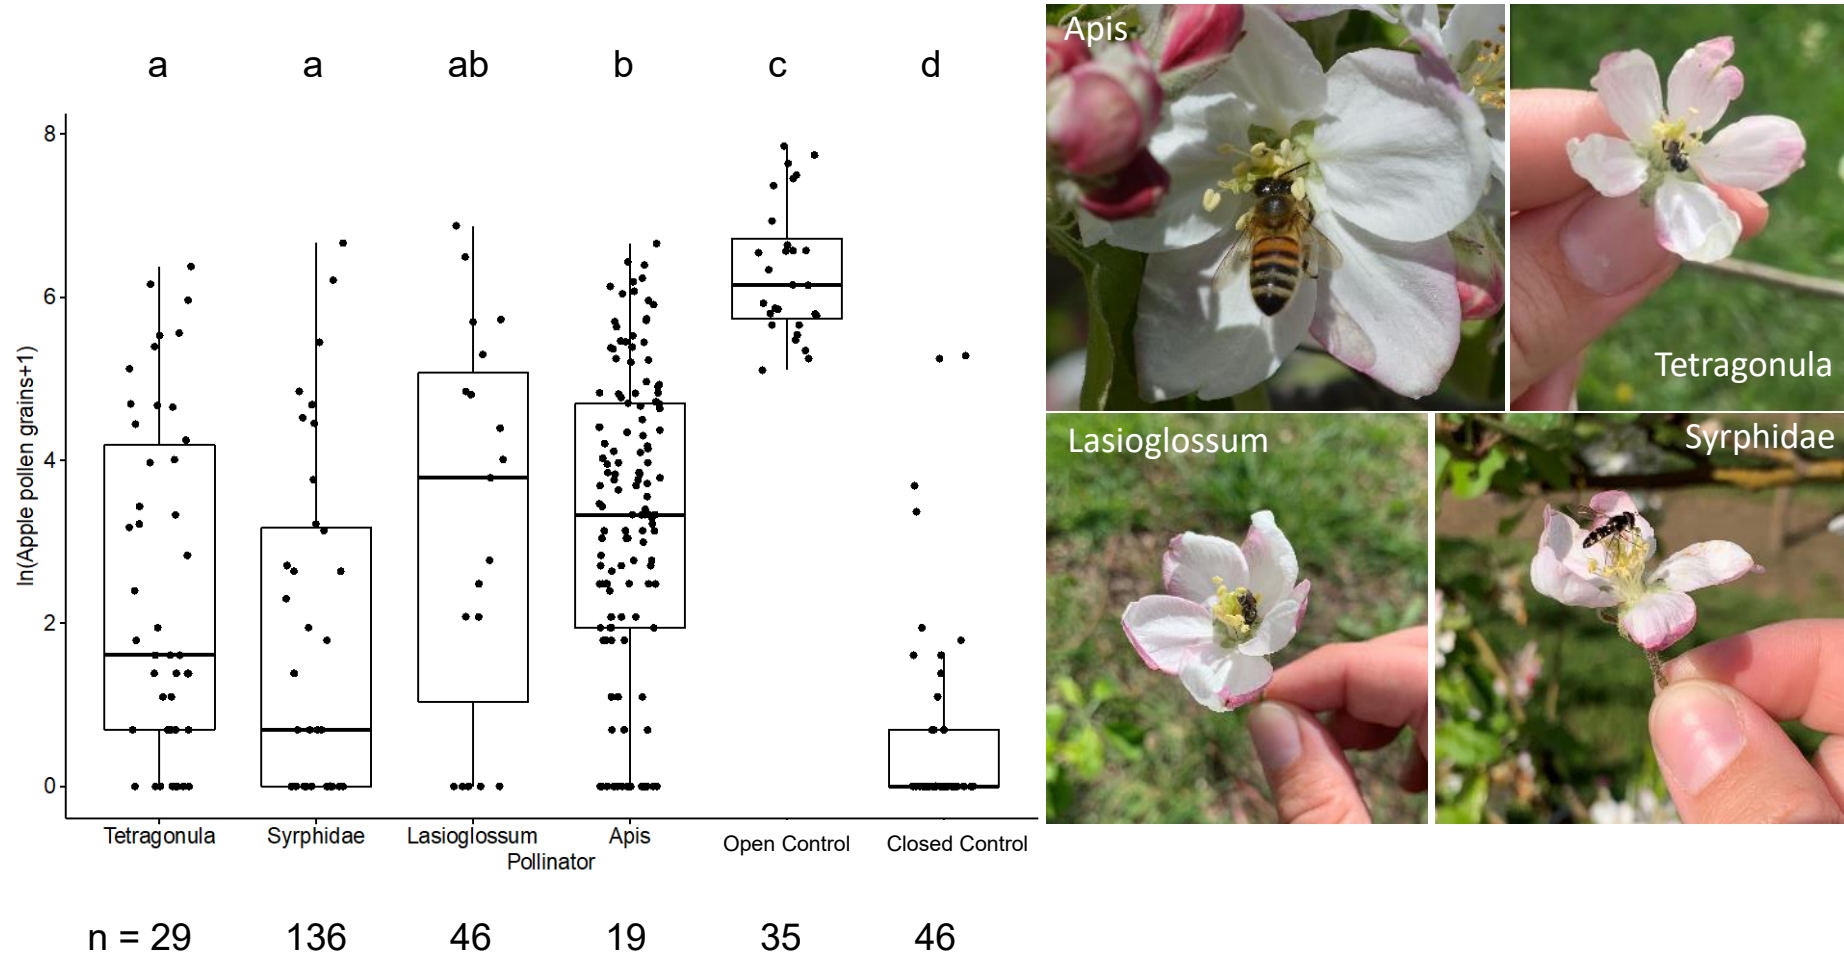 a a ab b c d
8
6
4
2
0
ln(Apple pollen grains+1)
Tetragonula Syrphidae Lasioglossum Apis Open Control Closed Control
Pollinator
n = 29 136 46 19 35 46
Apis
Tetragonula
Lasioglossum
Syrphidae